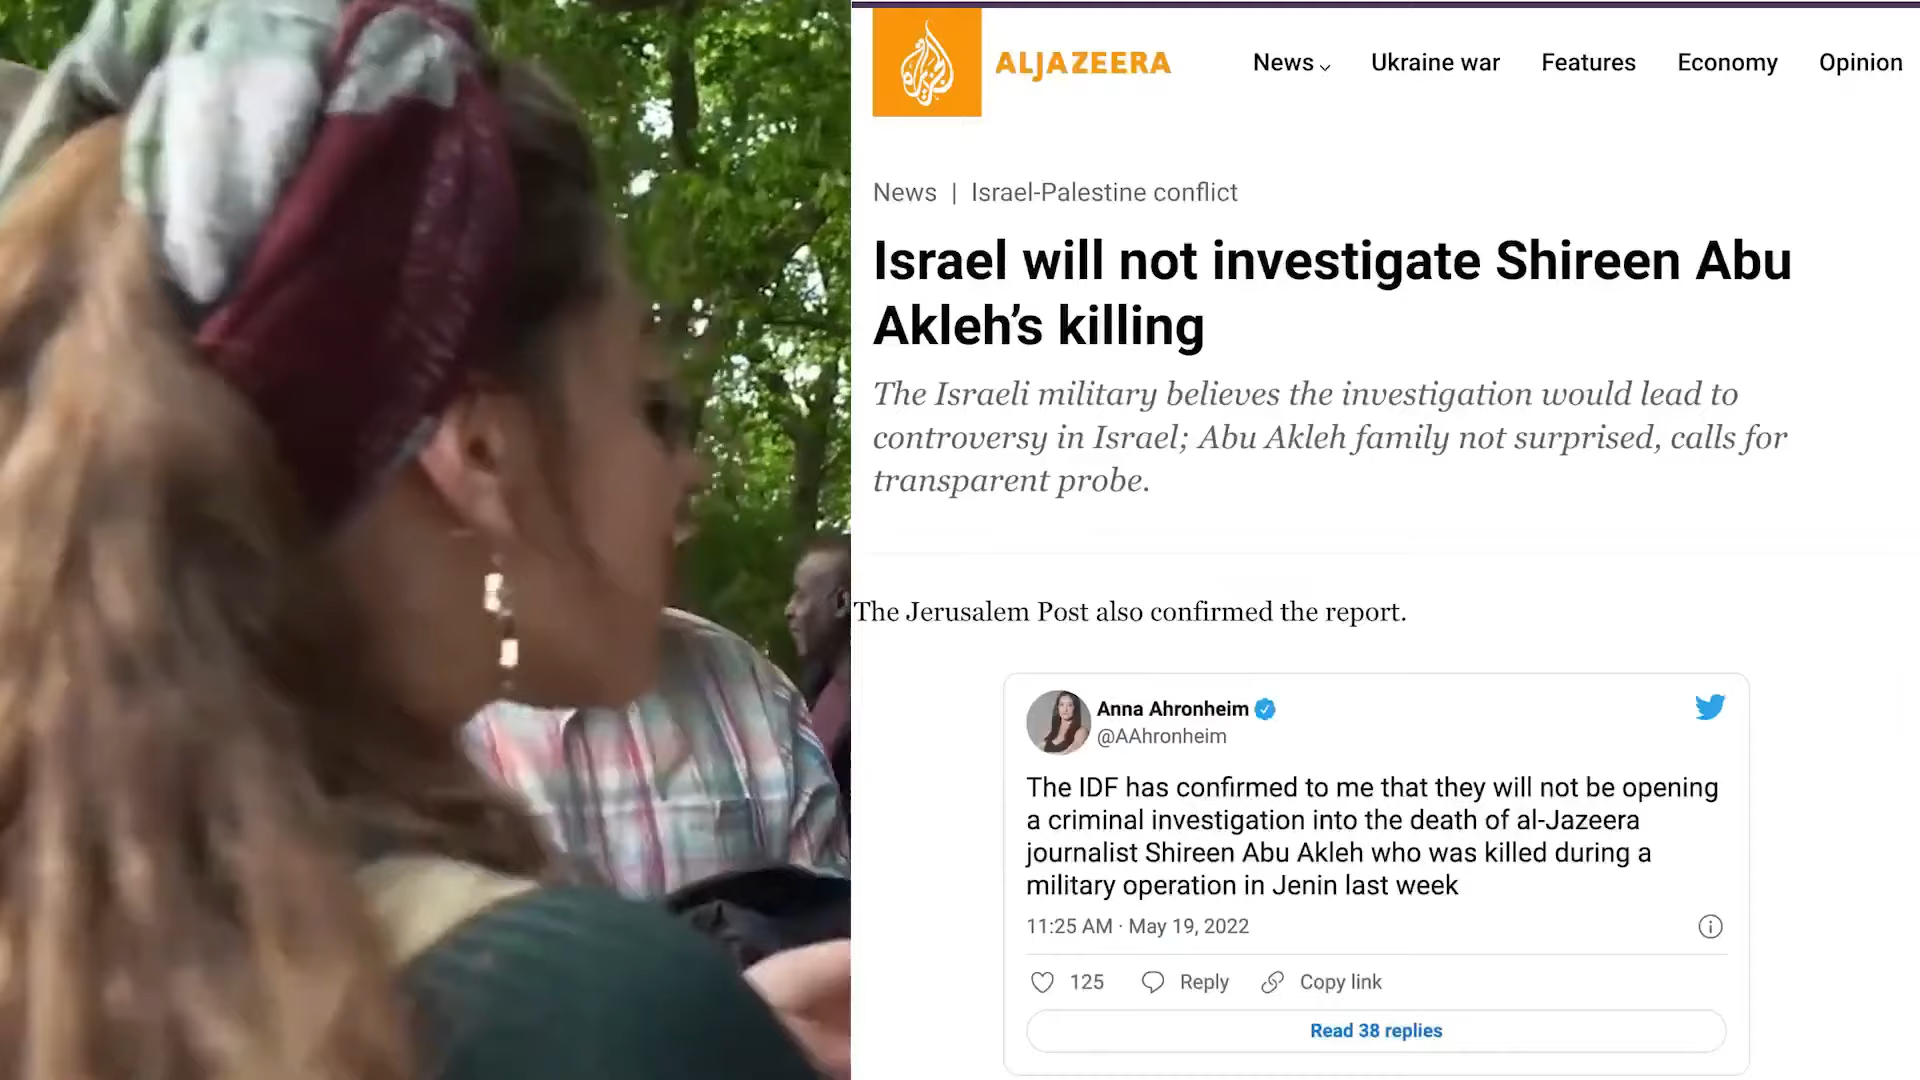 ALJAZEERA
News
Ukraine war
Features
Economy
Opinion
News | Israel-Palestine conflict
Israel will not investigate Shireen Abu
Akleh’s killing
The Israeli military believes the investigation would lead to
controversy in Israel; Abu Akleh family not surprised, calls for
transparent probe.
The Jerusalem Post also confirmed the report.
Anna Ahronheim
@AAhronheim
The IDF has confirmed to me that they will not be opening
a criminal investigation into the death of al-Jazeera
journalist Shireen Abu Akleh who was killed during a
military operation in Jenin last week
11:25 AM · May 19, 2022
125
Reply
Copy link
Read 38 replies